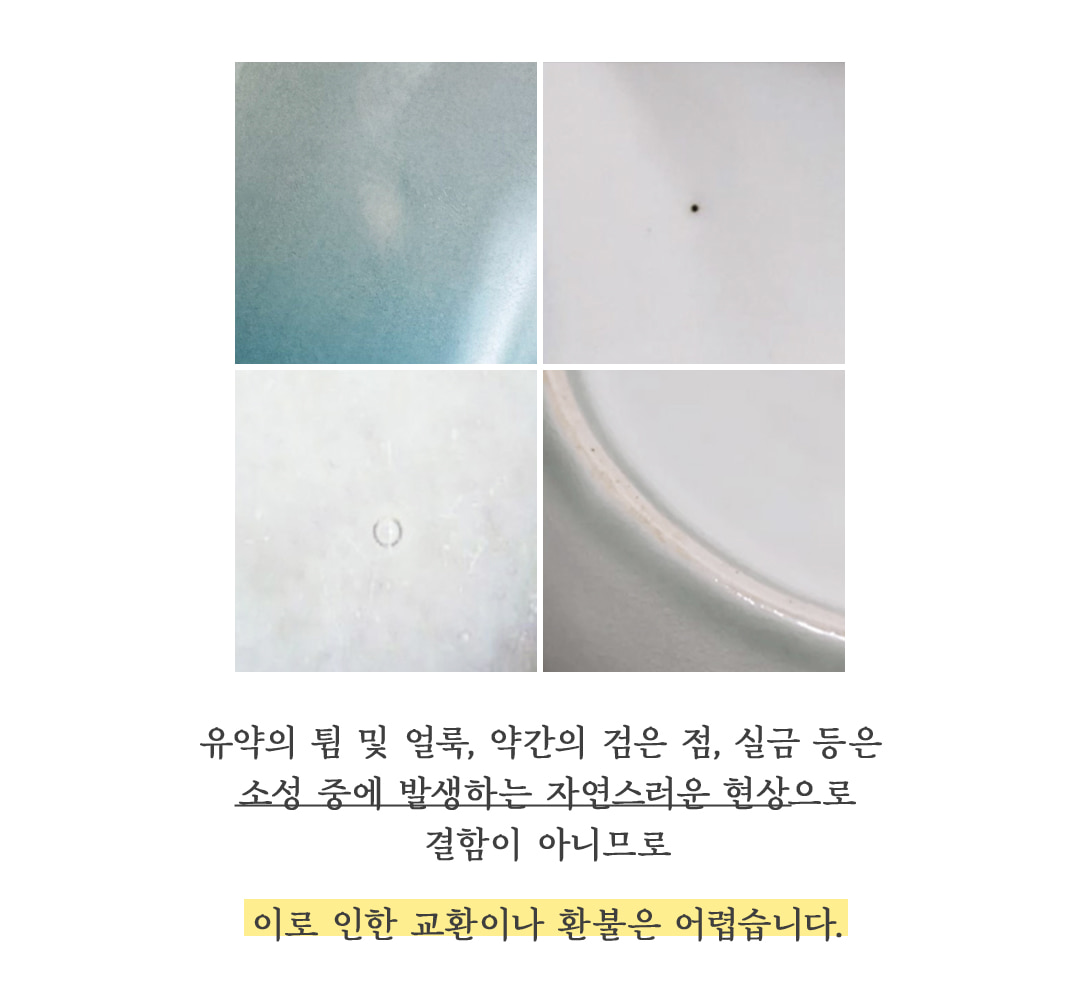 유약의 튐 및 얼룩, 약간의 검은 점, 실금 등은
소성 중에 발생하는 자연스러운 현상으로
결함이 아니므로
이로 인한 교환이나 환불은 어렵습니다.